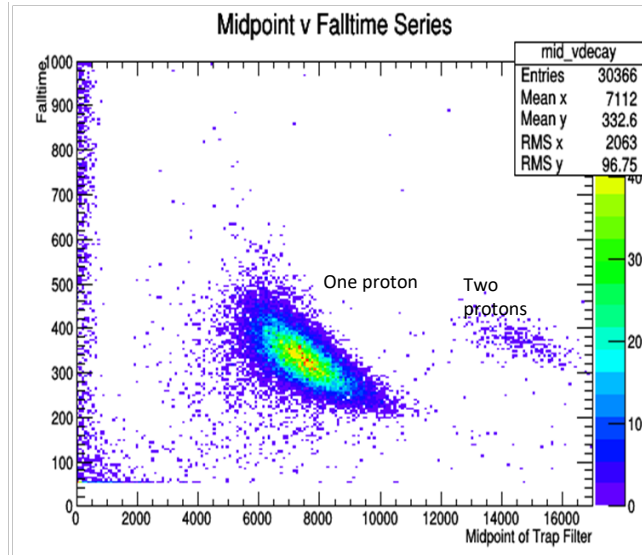 Midpoint v Falltime Series
mid_vdecay
Entries 30366
Mean x 7112
Mean y 332.6
RMS x 2063
RMS y 96.75
Falltime
1000
900
800
700
600
500
400
300
200
100
0
One proton
Two
protons
40
30
20
10
0
0 2000 4000 6000 8000 10000 12000 14000 16000
Midpoint of Trap Filter